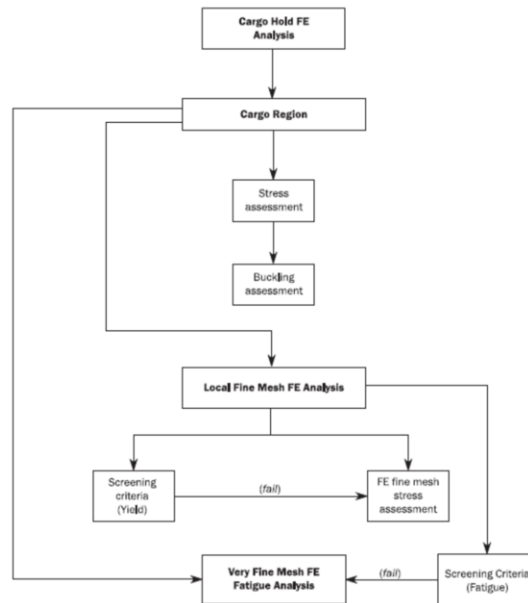 Cargo Hold FE
Analysis
Cargo Region
Stress
assessment
Buckling
assessment
Local Fine Mesh FE Analysis
Screening
criteria
(Yield)
(fail)
FE fine mesh
stress
assessment
Very Fine Mesh FE
Fatigue Analysis
(fail)
Screening Criteria
(Fatigue)